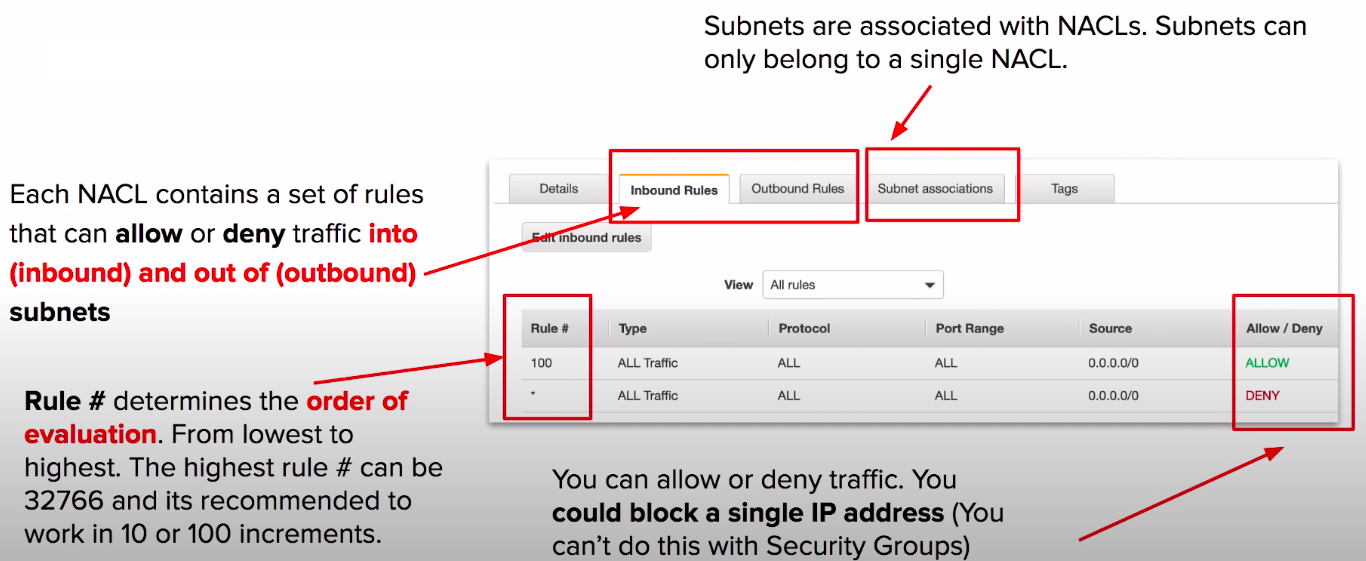 Subnets are associated with NACLs. Subnets can
only belong to a single NACL.
Each NACL contains a set of rules
that can allow or deny traffic into
(inbound) and out of (outbound)
subnets
Details Inbound Rules Outbound Rules Subnet associations Tags
Edit inbound rules
View All rules
Rule # Type Protocol Port Range Source Allow / Deny
100 ALL Traffic ALL ALL 0.0.0.0/0 ALLOW
* ALL Traffic ALL ALL 0.0.0.0/0 DENY
Rule # determines the order of
evaluation. From lowest to
highest. The highest rule # can be
32766 and its recommended to
work in 10 or 100 increments.
You can allow or deny traffic. You
could block a single IP address (You
can't do this with Security Groups)